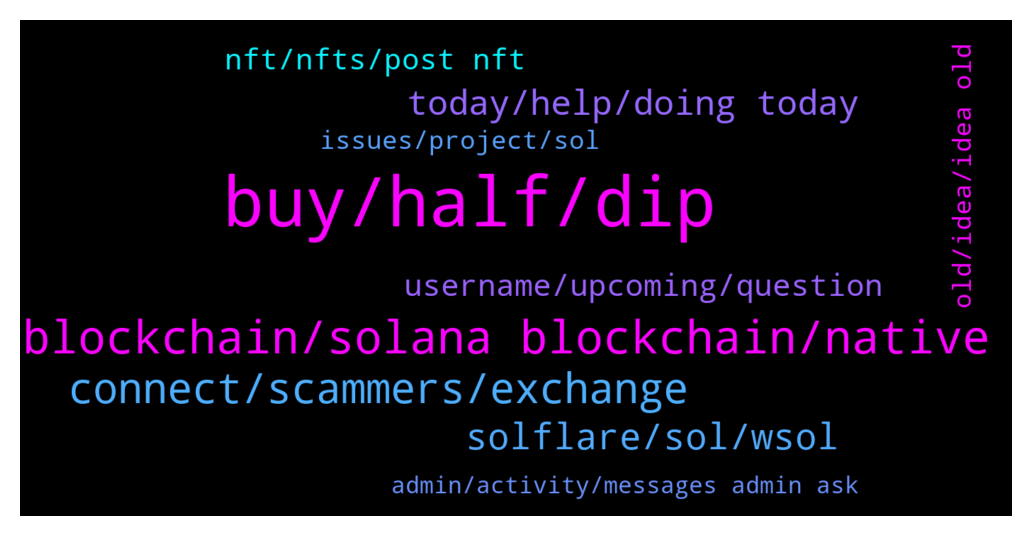 nft/nfts/post nft
today/help/doing today
issues/project/sol
old/idea/idea old
buy/half/dip
username/upcoming/question
blockchain/solana blockchain/native
connect/scammers/exchange
solflare/sol/wsol
admin/activity/messages admin ask